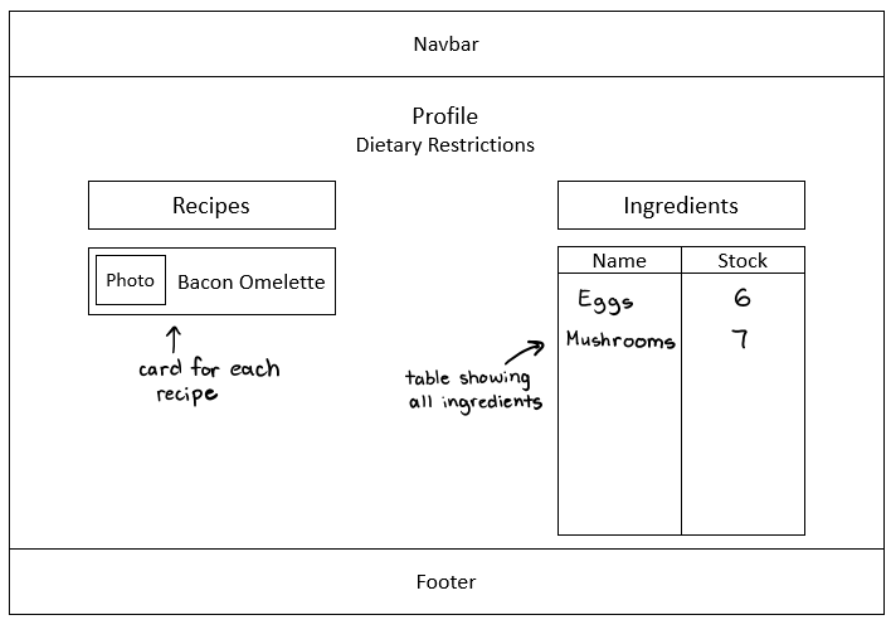 Navbar
Profile
Dietary Restrictions
Recipes
Photo
Bacon Omelette
card for each
recipe
Ingredients
Name Stock
Eggs 6
Mushrooms 7
table showing
all ingredients
Footer